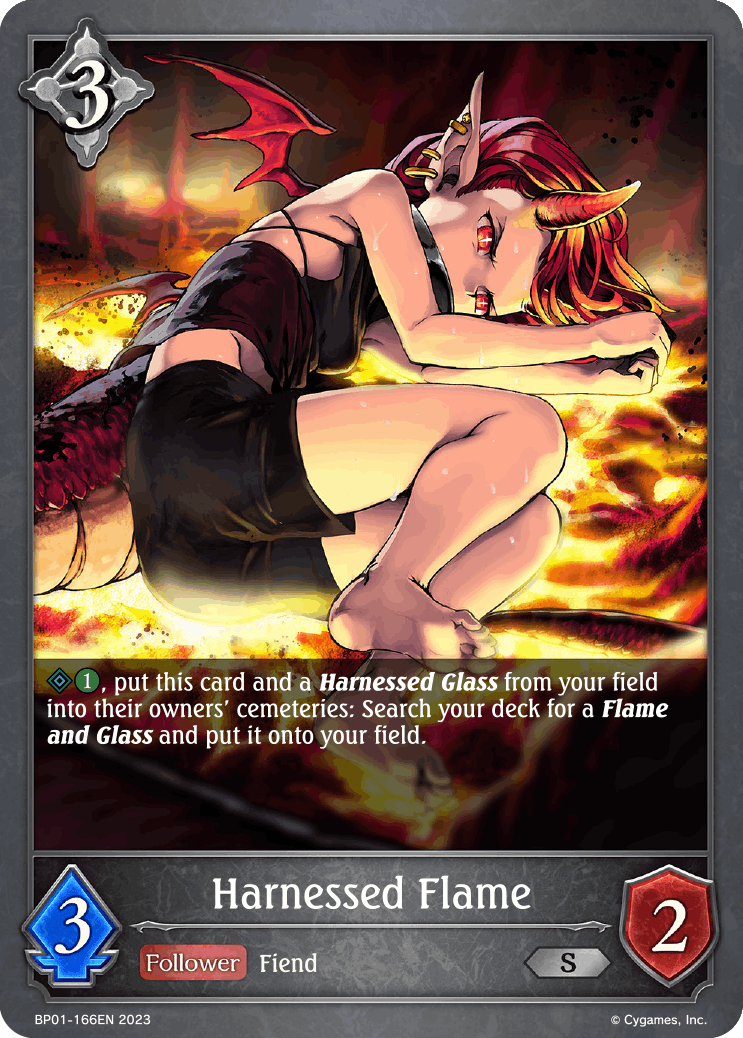 3
1, put this card and a Harnessed Glass from your field
into their owners’ cemeteries: Search your deck for a Flame
and Glass and put it onto your field.
Harnessed Flame
3
2
Follower Fiend
S
BP01-166EN 2023
© Cygames, Inc.